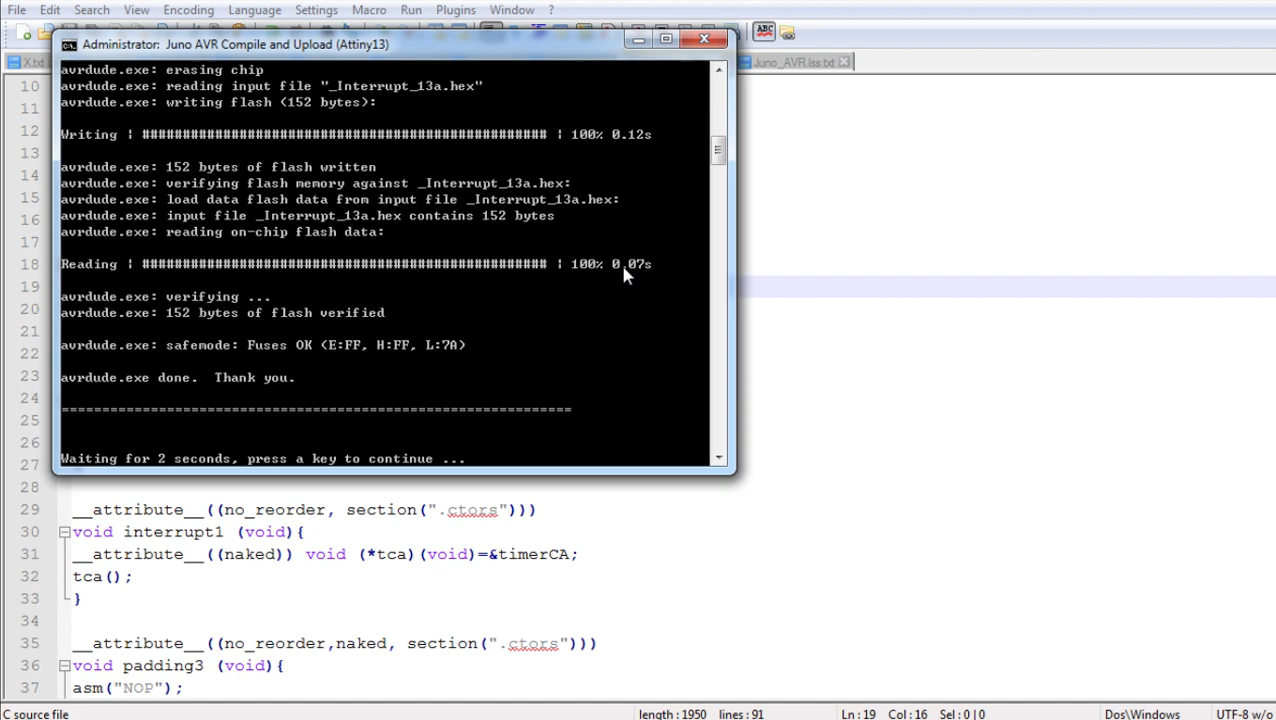 File Edit Search View Encoding Language Settings Macro Run Plugins Window ?
Administrator: Juno AVR Compile and Upload (Attiny13)
X.txt
Juno_AVR.lss.txt
avrdude.exe: erasing chip
avrdude.exe: reading input file "_Interrupt_13a.hex"
avrdude.exe: writing flash (152 bytes):
Writing | ################################################## | 100% 0.12s
avrdude.exe: 152 bytes of flash written
avrdude.exe: verifying flash memory against _Interrupt_13a.hex:
avrdude.exe: load data flash data from input file _Interrupt_13a.hex:
avrdude.exe: input file _Interrupt_13a.hex contains 152 bytes
avrdude.exe: reading on-chip flash data:
Reading | ################################################## | 100% 0.07s
avrdude.exe: verifying ...
avrdude.exe: 152 bytes of flash verified
avrdude.exe: safemode: Fuses OK (E:FF, H:FF, L:7A)
avrdude.exe done.  Thank you.
===============================================================
Waiting for 2 seconds, press a key to continue ...
10
11
12
13
14
15
16
17
18
19
20
21
22
23
24
25
26
27
28
29 __attribute__((no_reorder, section(".ctors")))
30 void interrupt1 (void){
31 __attribute__((naked)) void (*tca)(void)=&timerCA;
32 tca();
33 }
34
35 __attribute__((no_reorder,naked, section(".ctors")))
36 void padding3 (void){
37 asm("NOP");
C source file length : 1950 lines : 91 Ln : 19 Col : 16 Sel : 0 | 0 Dos\Windows UTF-8 w/o